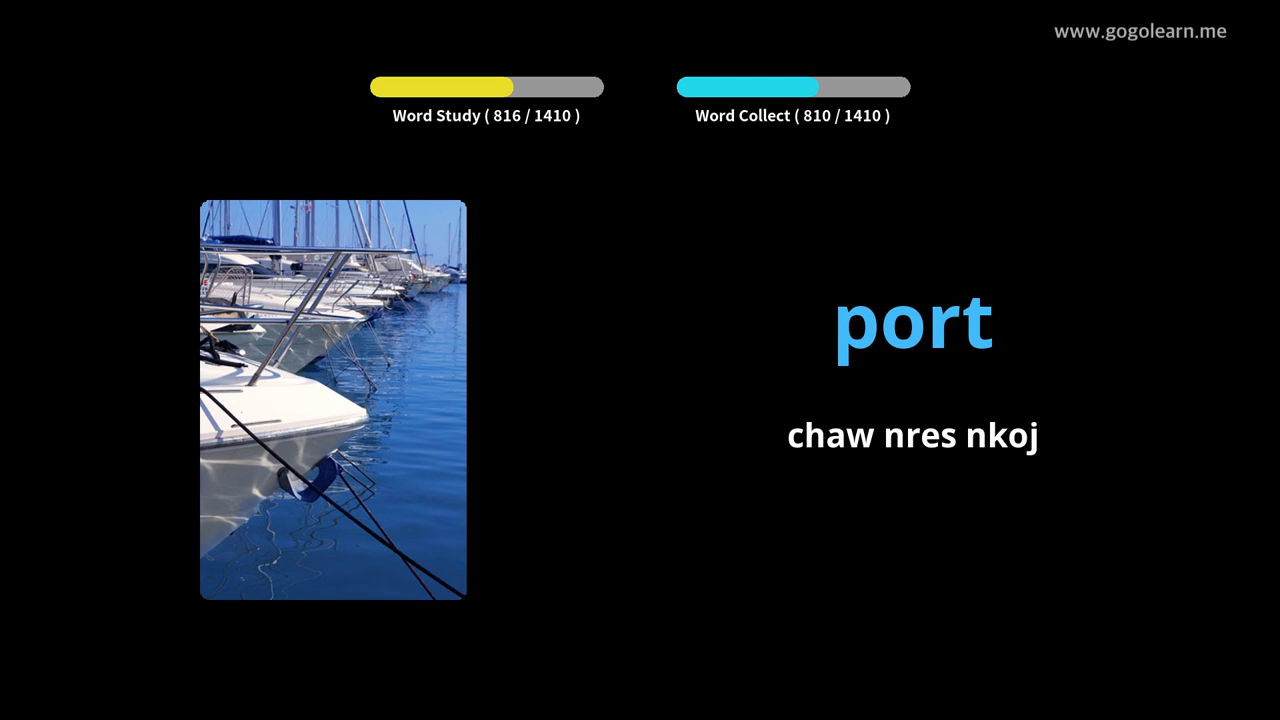 www.gogolearn.me
Word Study ( 816 / 1410 )
Word Collect ( 810 / 1410 )
port
chaw nres nkoj